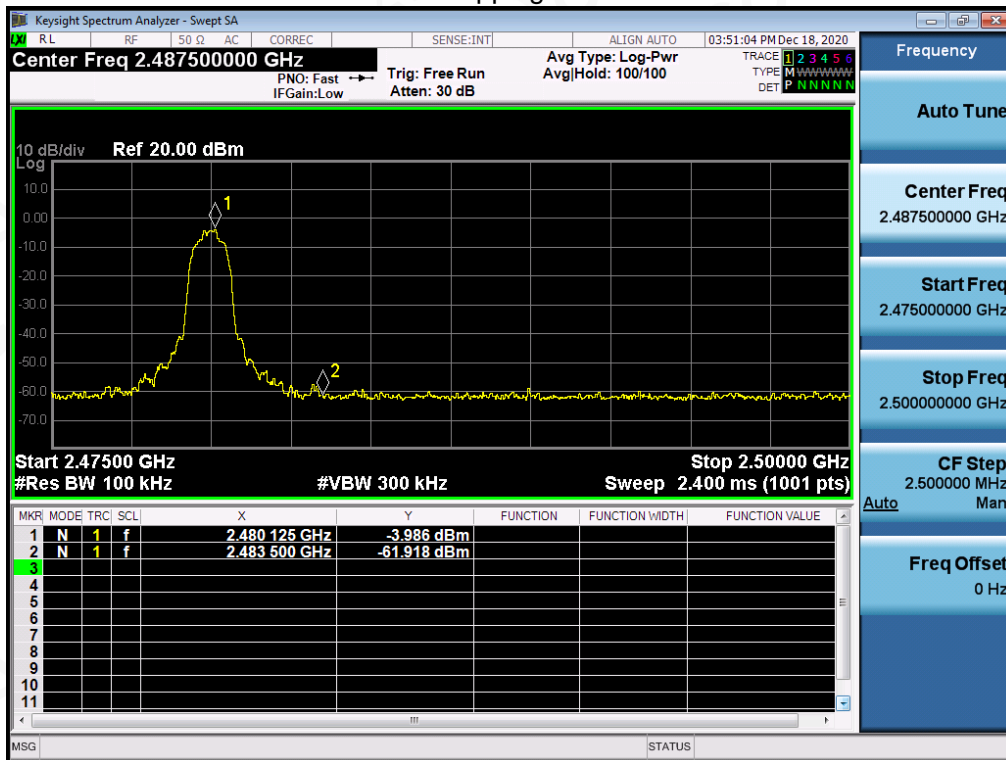 pping
Keysight Spectrum Analyzer - Swept SA
LXI RL RF 50 Ω AC CORREC SENSE:INT ALIGN AUTO 03:51:04 PM Dec 18, 2020
Center Freq 2.487500000 GHz Avg Type: Log-Pwr TRACE 1 2 3 4 5 6
PNO: Fast Trig: Free Run Avg|Hold: 100/100 TYPE M WWWWW
IFGain:Low Atten: 30 dB DET P N N N N N
10 dB/div Ref 20.00 dBm
Log
10.0
0.00
-10.0
-20.0
-30.0
-40.0
-50.0
-60.0
-70.0
1
2
Start 2.47500 GHz Stop 2.50000 GHz
#Res BW 100 kHz #VBW 300 kHz Sweep 2.400 ms (1001 pts)
MKR MODE TRC SCL X Y FUNCTION FUNCTION WIDTH FUNCTION VALUE
1 N 1 f 2.480 125 GHz -3.986 dBm
2 N 1 f 2.483 500 GHz -61.918 dBm
3
4
5
6
7
8
9
10
11
MSG STATUS
Frequency
Auto Tune
Center Freq
2.487500000 GHz
Start Freq
2.475000000 GHz
Stop Freq
2.500000000 GHz
CF Step
2.500000 MHz
Auto Man
Freq Offset
0 Hz